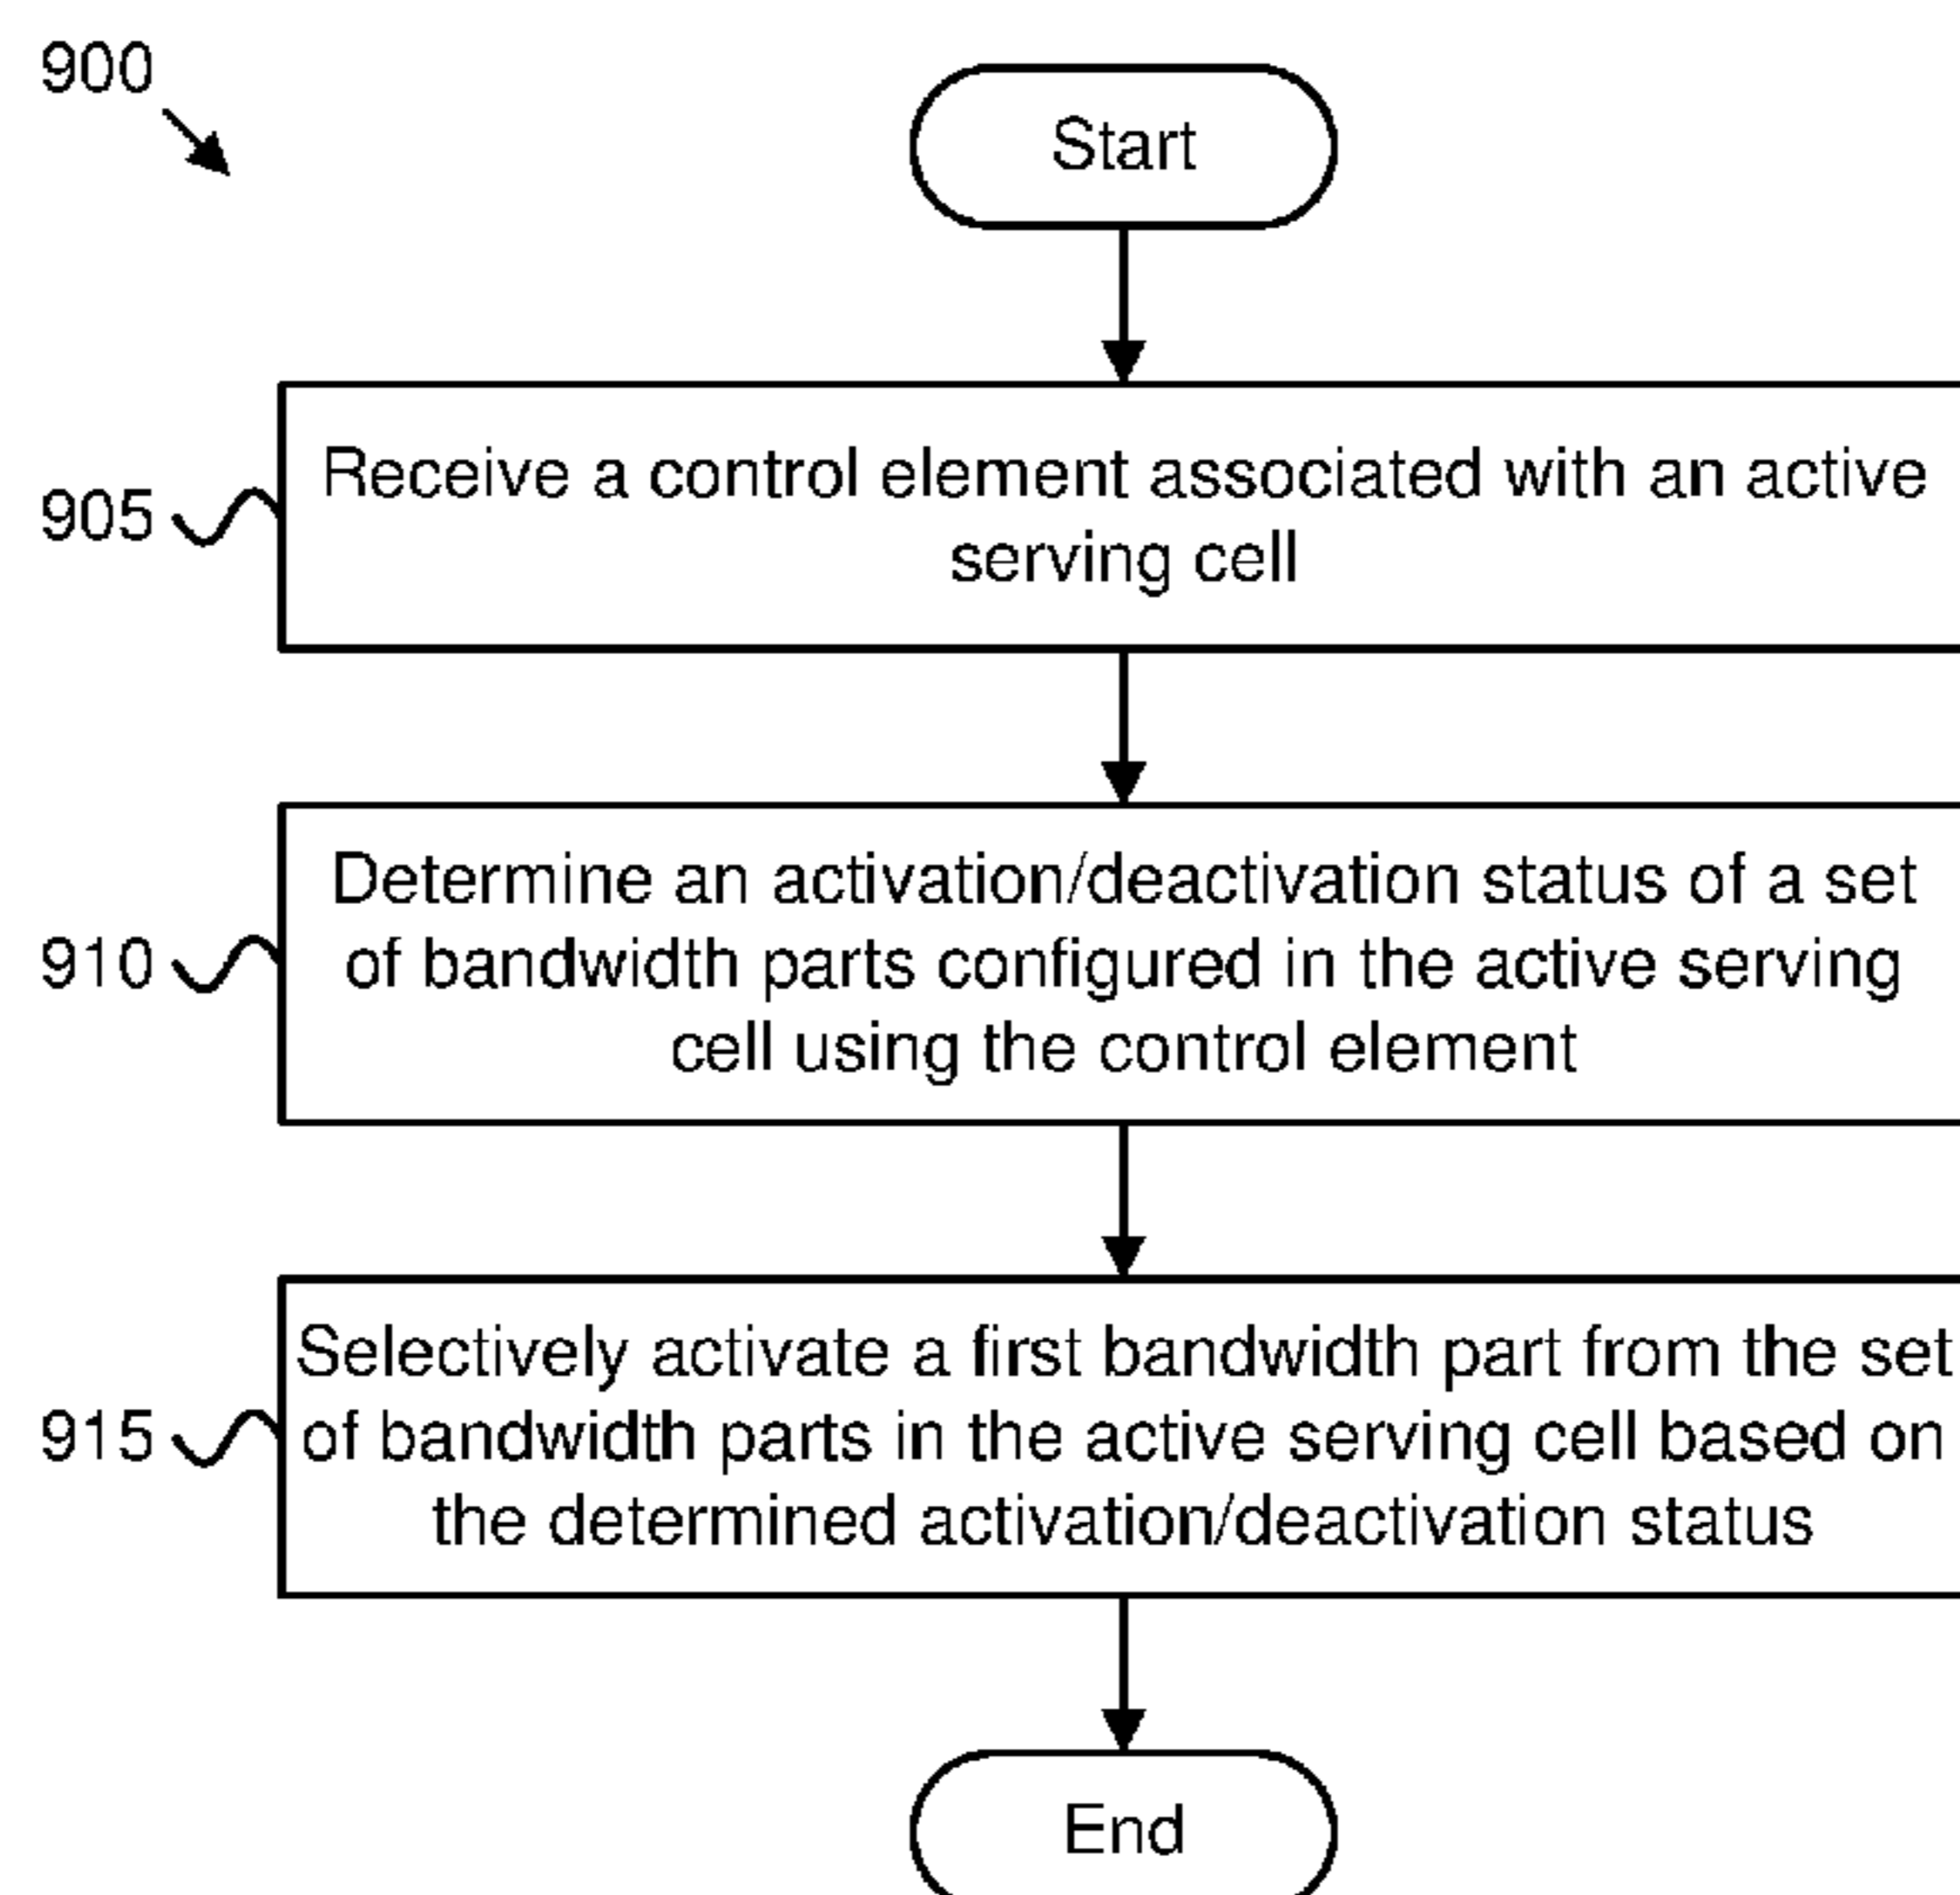 900
Start
905
Receive a control element associated with an active
serving cell
910
Determine an activation/deactivation status of a set
of bandwidth parts configured in the active serving
cell using the control element
915
Selectively activate a first bandwidth part from the set
of bandwidth parts in the active serving cell based on
the determined activation/deactivation status
End